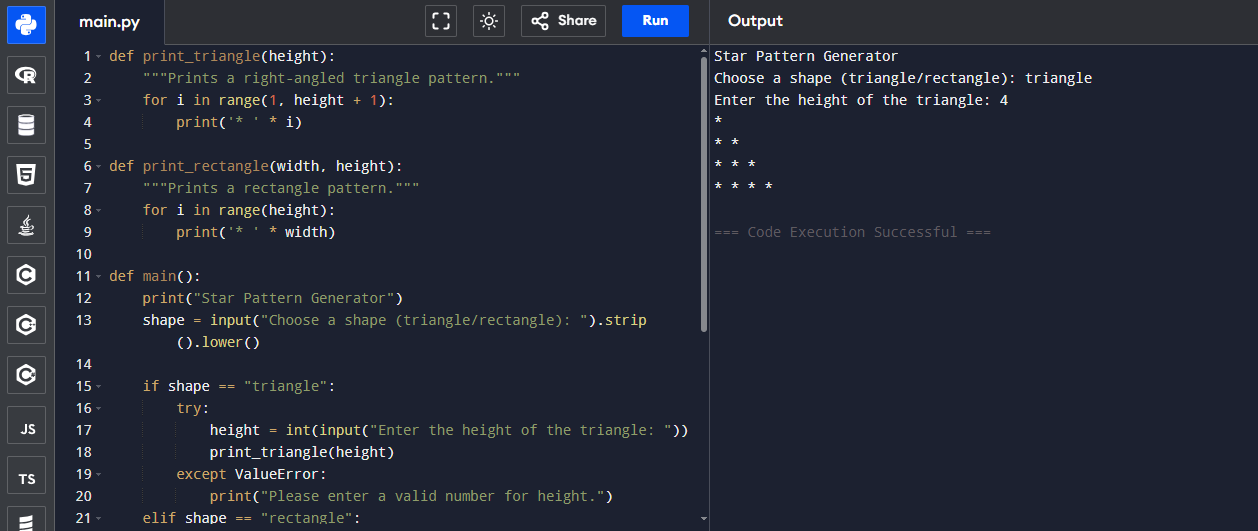 main.py
Share
Run
Output
1 def print_triangle(height):
2     """Prints a right-angled triangle pattern."""
3     for i in range(1, height + 1):
4         print('* ' * i)
5
6 def print_rectangle(width, height):
7     """Prints a rectangle pattern."""
8     for i in range(height):
9         print('* ' * width)
10
11 def main():
12     print("Star Pattern Generator")
13     shape = input("Choose a shape (triangle/rectangle): ").strip
        ().lower()
14
15     if shape == "triangle":
16         try:
17             height = int(input("Enter the height of the triangle: "))
18             print_triangle(height)
19         except ValueError:
20             print("Please enter a valid number for height.")
21     elif shape == "rectangle":
Star Pattern Generator
Choose a shape (triangle/rectangle): triangle
Enter the height of the triangle: 4
*
* *
* * *
* * * *
=== Code Execution Successful ===
R
5
C
C
C
JS
TS